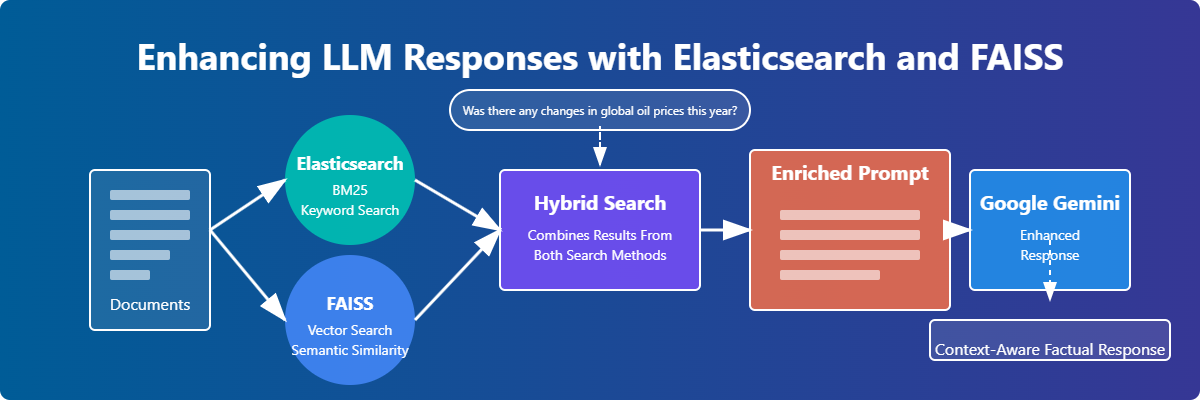 Enhancing LLM Responses with Elasticsearch and FAISS
Was there any changes in global oil prices this year?
Documents
Elasticsearch
BM25
Keyword Search
FAISS
Vector Search
Semantic Similarity
Hybrid Search
Combines Results From
Both Search Methods
Enriched Prompt
Google Gemini
Enhanced
Response
Context-Aware Factual Response